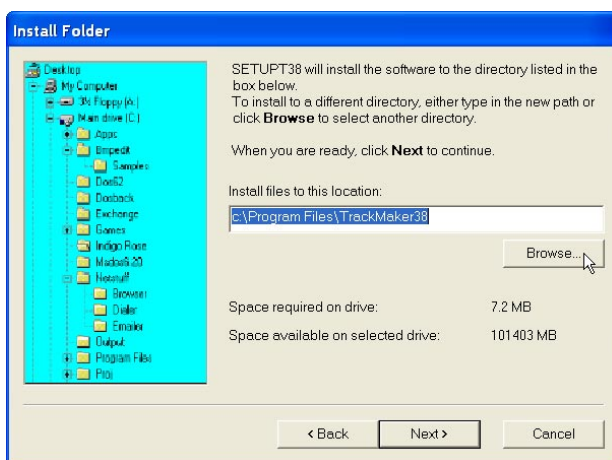 Install Folder
Desktop
My Computer
3½ Floppy (A:)
Main drive (C:)
Apps
Bmpedit
Samples
Dos62
Dosback
Exchange
Games
Indigo Rose
Netstuff
Browser
Dialer
Emailer
Output
Program Files
Proj
SETUPT38 will install the software to the directory listed in the
box below.
To install to a different directory, either type in the new path or
click Browse to select another directory.
When you are ready, click Next to continue.
Install files to this location:
c:\Program Files\TrackMaker38
Browse...
Space required on drive: 7.2 MB
Space available on selected drive: 101403 MB
< Back Next > Cancel